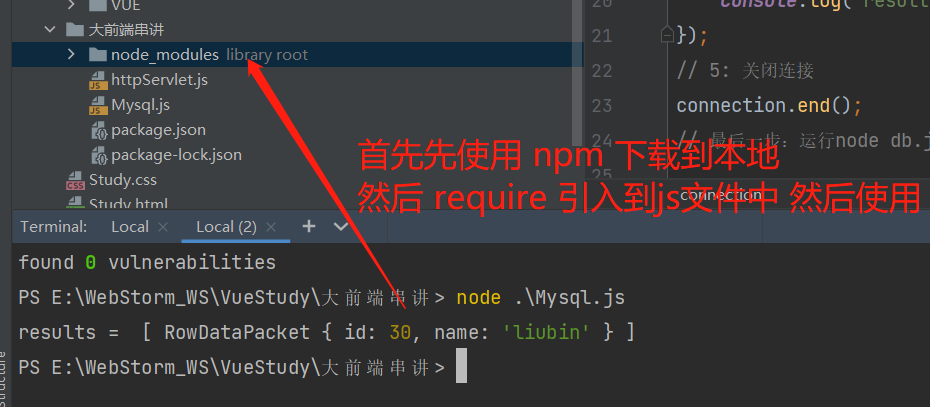 VUE
大前端串讲
node_modules library root
httpServlet.js
Mysql.js
package.json
package-lock.json
Study.css
Study.html
20 console.log("result
21 });
22 // 5: 关闭连接
23 connection.end();
24 // 最后一步：运行node db.j
25
connection
首先先使用 npm 下载到本地
然后 require 引入到js文件中 然后使用
Terminal: Local × Local (2) × +
found 0 vulnerabilities
PS E:\WebStorm_WS\VueStudy\大前端串讲> node .\Mysql.js
results =  [ RowDataPacket { id: 30, name: 'liubin' } ]
PS E:\WebStorm_WS\VueStudy\大前端串讲>
Structure